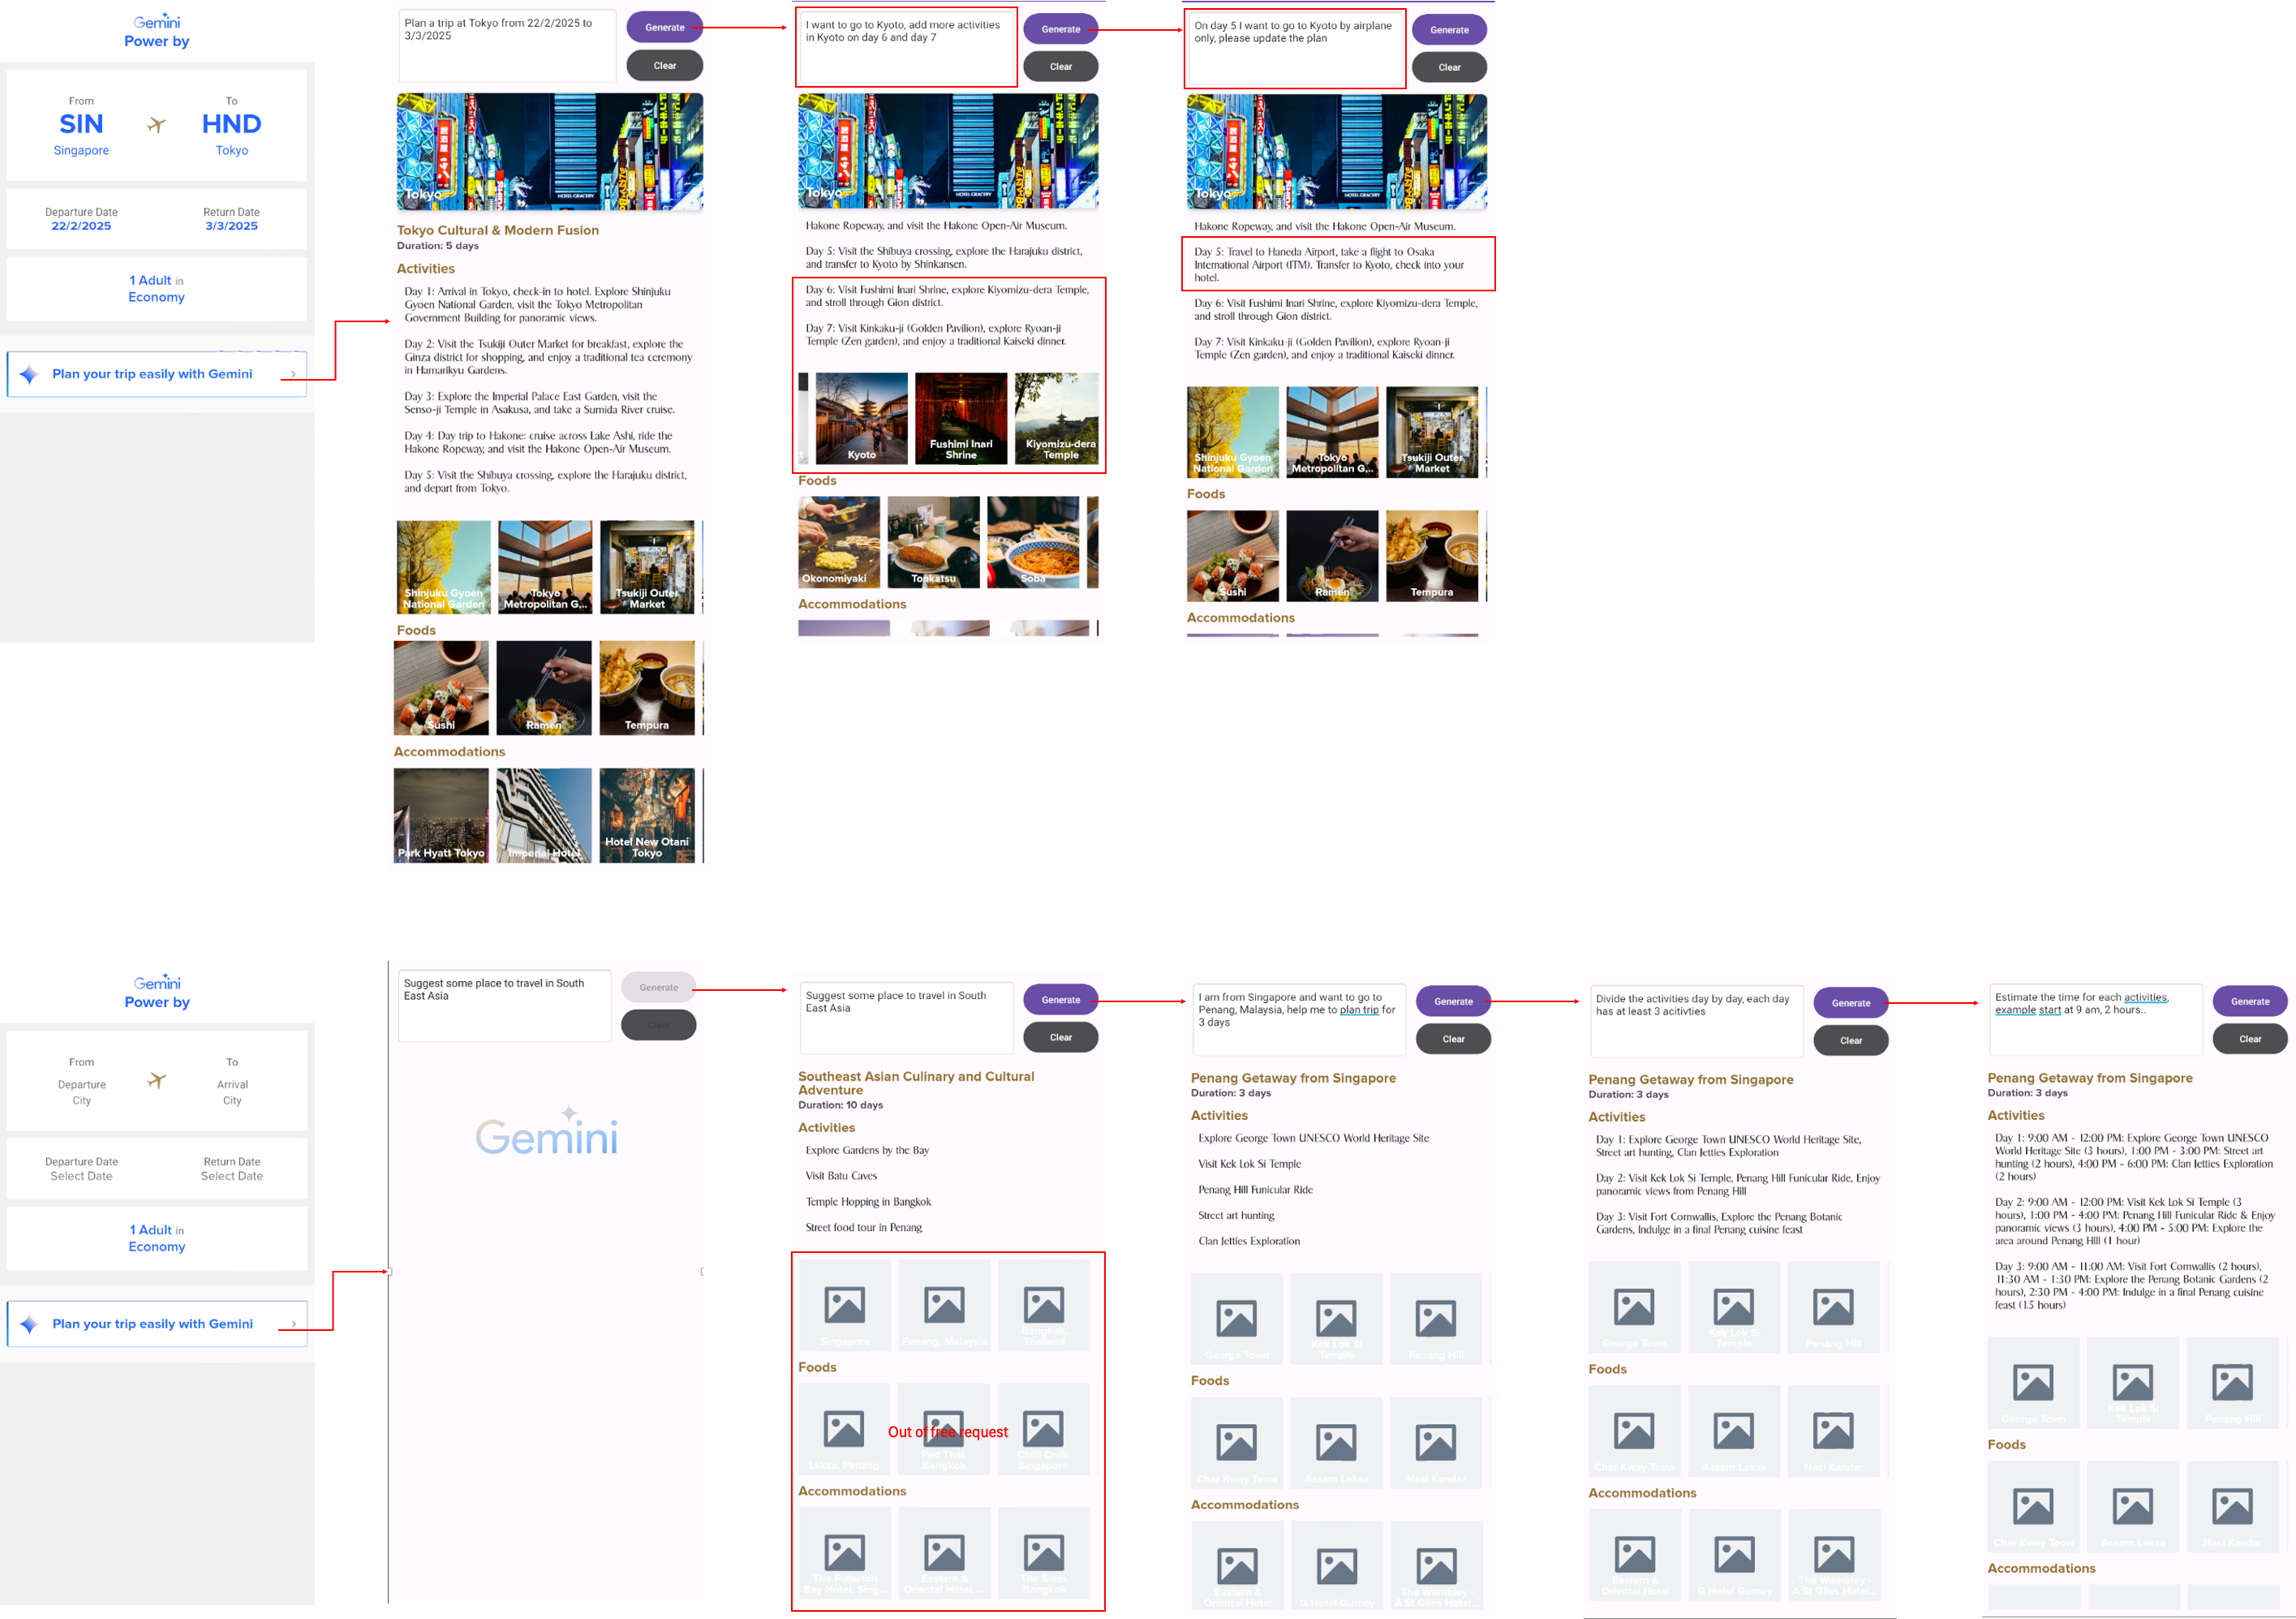 Gemini
Power by
From
To
SIN
HND
Singapore
Tokyo
Departure Date
Return Date
22/2/2025
3/3/2025
1 Adult in
Economy
Plan your trip easily with Gemini
Plan a trip at Tokyo from 22/2/2025 to
3/3/2025
Generate
Clear
Tokyo
HOTEL GRACERY
Tokyo Cultural & Modern Fusion
Duration: 5 days
Activities
Day 1: Arrival in Tokyo, check-in to hotel. Explore Shinjuku
Gyoen National Garden, visit the Tokyo Metropolitan
Government Building for panoramic views.
Day 2: Visit the Tsukiji Outer Market for breakfast, explore the
Ginza district for shopping, and enjoy a traditional tea ceremony
in Hamarikyu Gardens.
Day 3: Explore the Imperial Palace East Garden, visit the
Senso-ji Temple in Asakusa, and take a Sumida River cruise.
Day 4: Day trip to Hakone: cruise across Lake Ashi, ride the
Hakone Ropeway, and visit the Hakone Open-Air Museum.
Day 5: Visit the Shibuya crossing, explore the Harajuku district,
and depart from Tokyo.
Shinjuku Gyoen
National Garden
Tokyo
Metropolitan G...
Tsukiji Outer
Market
Foods
Sushi
Ramen
Tempura
Accommodations
Park Hyatt Tokyo
Imperial Hotel
Hotel New Otani
Tokyo
I want to go to Kyoto, add more activities
in Kyoto on day 6 and day 7
Generate
Clear
Tokyo
HOTEL GRACERY
Hakone Ropeway, and visit the Hakone Open-Air Museum.
Day 5: Visit the Shibuya crossing, explore the Harajuku district,
and transfer to Kyoto by Shinkansen.
Day 6: Visit Fushimi Inari Shrine, explore Kiyomizu-dera Temple,
and stroll through Gion district.
Day 7: Visit Kinkaku-ji (Golden Pavilion), explore Ryoan-ji
Temple (Zen garden), and enjoy a traditional Kaiseki dinner.
t
Kyoto
Fushimi Inari
Shrine
Kiyomizu-dera
Temple
Foods
Okonomiyaki
Tonkatsu
Soba
Accommodations
On day 5 I want to go to Kyoto by airplane
only, please update the plan
Generate
Clear
Tokyo
HOTEL GRACERY
Hakone Ropeway, and visit the Hakone Open-Air Museum.
Day 5: Travel to Haneda Airport, take a flight to Osaka
International Airport (ITM). Transfer to Kyoto, check into your
hotel.
Day 6: Visit Fushimi Inari Shrine, explore Kiyomizu-dera Temple,
and stroll through Gion district.
Day 7: Visit Kinkaku-ji (Golden Pavilion), explore Ryoan-ji
Temple (Zen garden), and enjoy a traditional Kaiseki dinner.
Shinjuku Gyoen
National Garden
Tokyo
Metropolitan G...
Tsukiji Outer
Market
Foods
Sushi
Ramen
Tempura
Accommodations
Gemini
Power by
From
To
Departure
City
Arrival
City
Departure Date
Return Date
Select Date
Select Date
1 Adult in
Economy
Plan your trip easily with Gemini
Suggest some place to travel in South
East Asia
Generate
Clear
Gemini
Suggest some place to travel in South
East Asia
Generate
Clear
Southeast Asian Culinary and Cultural
Adventure
Duration: 10 days
Activities
Explore Gardens by the Bay
Visit Batu Caves
Temple Hopping in Bangkok
Street food tour in Penang
Singapore
Penang, Malaysia
Bangkok,
Thailand
Foods
Out of free request
Laksa, Penang
Pad Thai,
Bangkok
Chilli Crab,
Singapore
Accommodations
The Fullerton
Bay Hotel, Sing...
Eastern &
Oriental Hotel, ...
The Siam,
Bangkok
I am from Singapore and want to go to
Penang, Malaysia, help me to plan trip for
3 days
Generate
Clear
Penang Getaway from Singapore
Duration: 3 days
Activities
Explore George Town UNESCO World Heritage Site
Visit Kek Lok Si Temple
Penang Hill Funicular Ride
Street art hunting
Clan Jetties Exploration
George Town
Kek Lok Si
Temple
Penang Hill
Foods
Char Kway Teow
Assam Laksa
Nasi Kandar
Accommodations
Eastern &
Oriental Hotel
G Hotel Gurney
The Wembley -
A St Giles Hotel...
Divide the activities day by day, each day
has at least 3 acitivties
Generate
Clear
Penang Getaway from Singapore
Duration: 3 days
Activities
Day 1: Explore George Town UNESCO World Heritage Site,
Street art hunting, Clan Jetties Exploration
Day 2: Visit Kek Lok Si Temple, Penang Hill Funicular Ride, Enjoy
panoramic views from Penang Hill
Day 3: Visit Fort Cornwallis, Explore the Penang Botanic
Gardens, Indulge in a final Penang cuisine feast
George Town
Kek Lok Si
Temple
Penang Hill
Foods
Char Kway Teow
Assam Laksa
Nasi Kandar
Accommodations
Eastern &
Oriental Hotel
G Hotel Gurney
The Wembley -
A St Giles Hotel...
Estimate the time for each activities,
example start at 9 am, 2 hours..
Generate
Clear
Penang Getaway from Singapore
Duration: 3 days
Activities
Day 1: 9:00 AM - 12:00 PM: Explore George Town UNESCO
World Heritage Site (3 hours), 1:00 PM - 3:00 PM: Street art
hunting (2 hours), 4:00 PM - 6:00 PM: Clan Jetties Exploration
(2 hours)
Day 2: 9:00 AM - 12:00 PM: Visit Kek Lok Si Temple (3
hours), 1:00 PM - 4:00 PM: Penang Hill Funicular Ride & Enjoy
panoramic views (3 hours), 4:00 PM - 5:00 PM: Explore the
area around Penang Hill (1 hour)
Day 3: 9:00 AM - 11:00 AM: Visit Fort Cornwallis (2 hours),
11:30 AM - 1:30 PM: Explore the Penang Botanic Gardens (2
hours), 2:30 PM - 4:00 PM: Indulge in a final Penang cuisine
feast (1.5 hours)
George Town
Kek Lok Si
Temple
Penang Hill
Foods
Char Kway Teow
Assam Laksa
Nasi Kandar
Accommodations